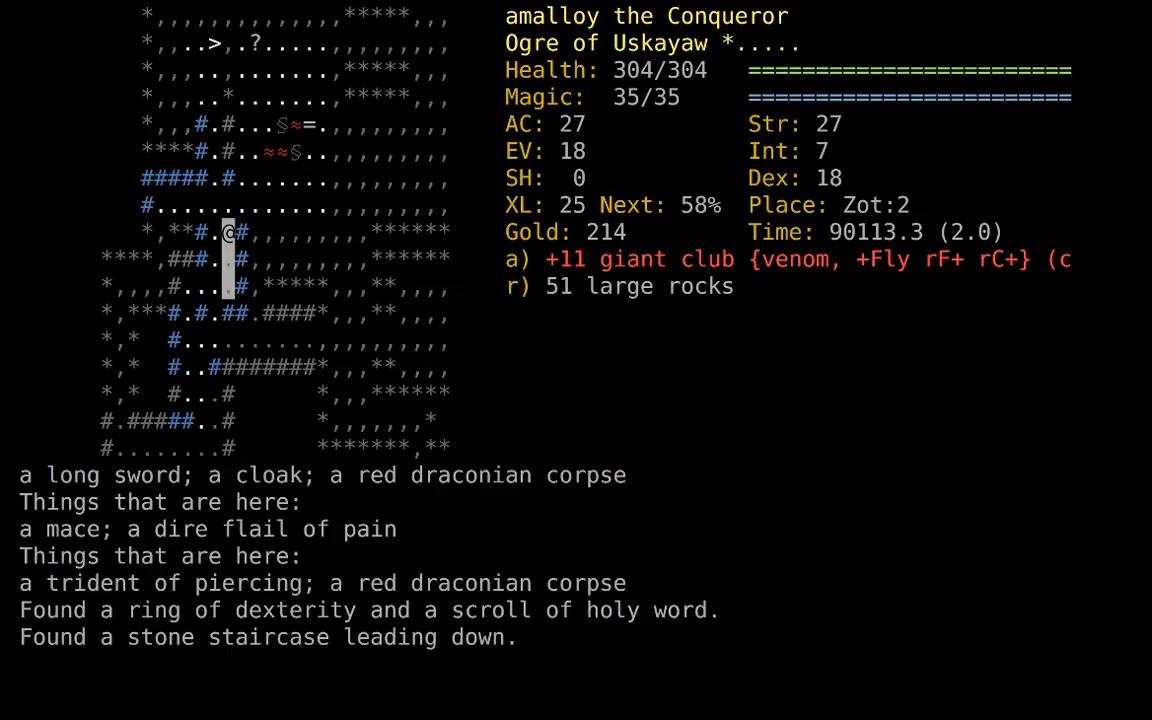 amalloy the Conqueror
Ogre of Uskayaw *.....
Health: 304/304 ========================
Magic: 35/35 ========================
AC: 27 Str: 27
EV: 18 Int: 7
SH: 0 Dex: 18
XL: 25 Next: 58% Place: Zot:2
Gold: 214 Time: 90113.3 (2.0)
a) +11 giant club {venom, +Fly rF+ rC+} (c
r) 51 large rocks
a long sword; a cloak; a red draconian corpse
Things that are here:
a mace; a dire flail of pain
Things that are here:
a trident of piercing; a red draconian corpse
Found a ring of dexterity and a scroll of holy word.
Found a stone staircase leading down.